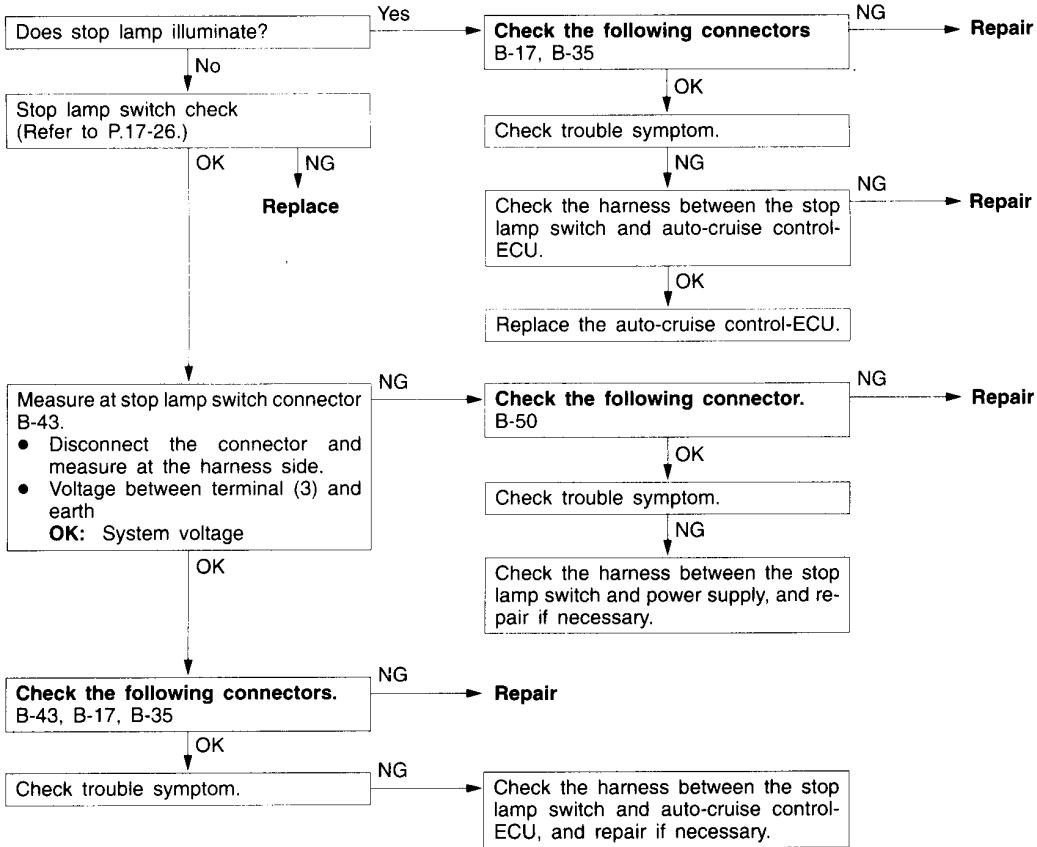 Does stop lamp illuminate?
Yes
Check the following connectors
B-17, B-35
NG
Repair
No
OK
Stop lamp switch check
(Refer to P.17-26.)
Check trouble symptom.
OK
NG
NG
Replace
Check the harness between the stop
lamp switch and auto-cruise control-
ECU.
NG
Repair
OK
Replace the auto-cruise control-ECU.
Measure at stop lamp switch connector
B-43.
● Disconnect the connector and
measure at the harness side.
● Voltage between terminal (3) and
earth
OK: System voltage
NG
Check the following connector.
B-50
NG
Repair
OK
Check trouble symptom.
NG
Check the harness between the stop
lamp switch and power supply, and re-
pair if necessary.
OK
Check the following connectors.
B-43, B-17, B-35
NG
Repair
OK
Check trouble symptom.
NG
Check the harness between the stop
lamp switch and auto-cruise control-
ECU, and repair if necessary.